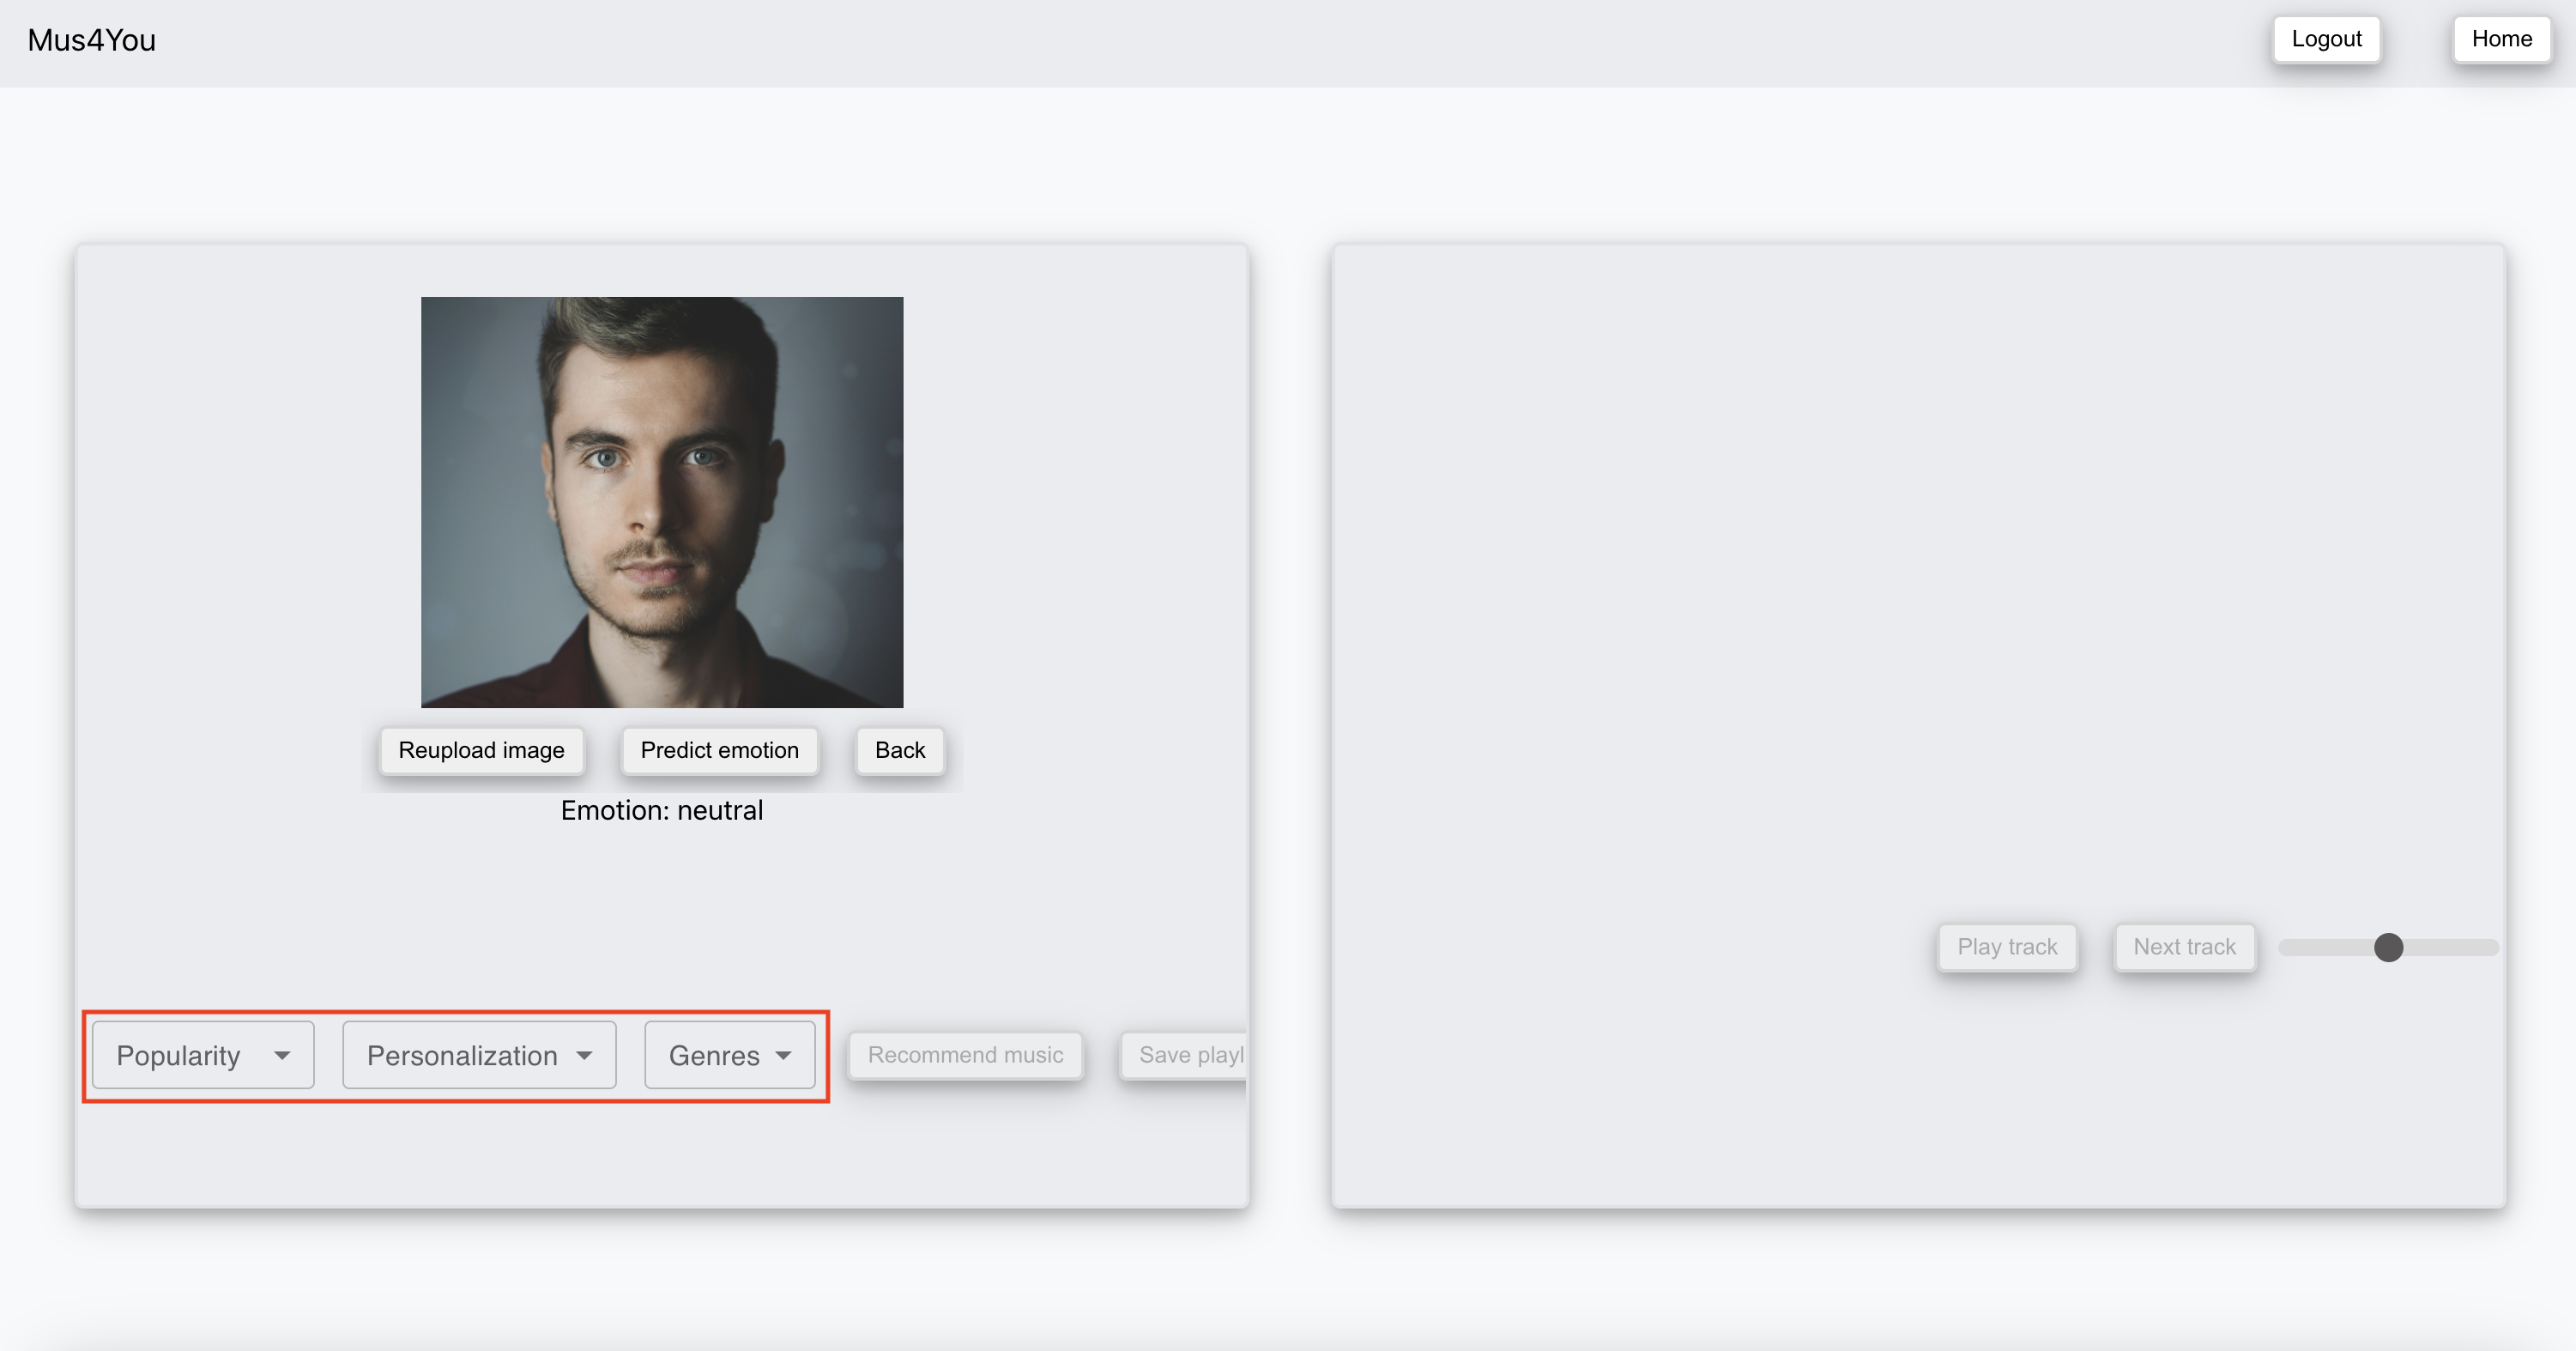 Mus4You
Logout
Home
Reupload image
Predict emotion
Back
Emotion: neutral
Play track
Next track
Popularity
Personalization
Genres
Recommend music
Save playl